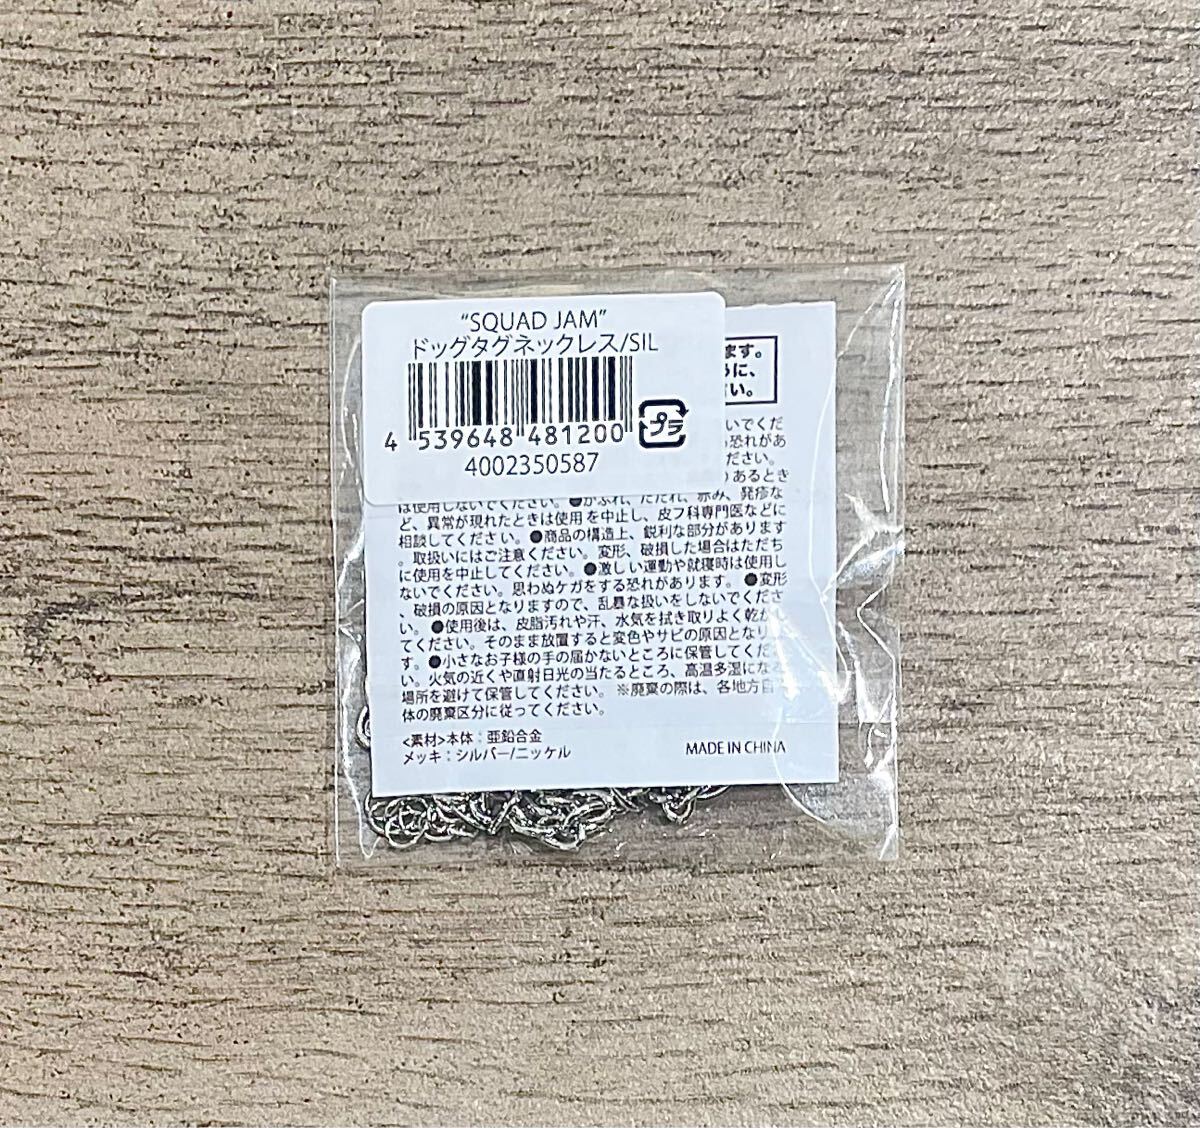 “SQUAD JAM”
ドッグタグネックレス/SIL
4 539648 481200
プラ
4002350587
ます。
に、
い。
いでくだ
恐れがあ
ださい。
のあるとき
は使用しないでください。●かぶれ、ただれ、赤み、発疹な
ど、異常が現れたときは使用を中止し、皮フ科専門医などに
相談してください。●商品の構造上、鋭利な部分があります
。取扱いにはご注意ください。変形、破損した場合はただち
に使用を中止してください。●激しい運動や就寝時は使用し
ないでください。思わぬケガをする恐れがあります。●変形
、破損の原因となりますので、乱暴な扱いをしないでくださ
い。●使用後は、皮脂汚れや汗、水気を拭き取りよく乾か
てください。そのまま放置すると変色やサビの原因となり
す。●小さなお子様の手の届かないところに保管してくださ
い。火気の近くや直射日光の当たるところ、高温多湿にな
場所を避けて保管してください。 ※廃棄の際は、各地方自
体の廃棄区分に従ってください。
<素材>本体：亜鉛合金
メッキ：シルバー/ニッケル
MADE IN CHINA